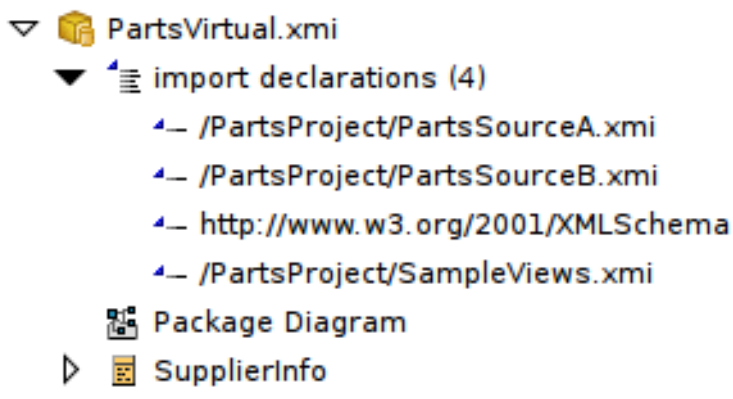 PartsVirtual.xmi
import declarations (4)
/PartsProject/PartsSourceA.xmi
/PartsProject/PartsSourceB.xmi
http://www.w3.org/2001/XMLSchema
/PartsProject/SampleViews.xmi
Package Diagram
SupplierInfo